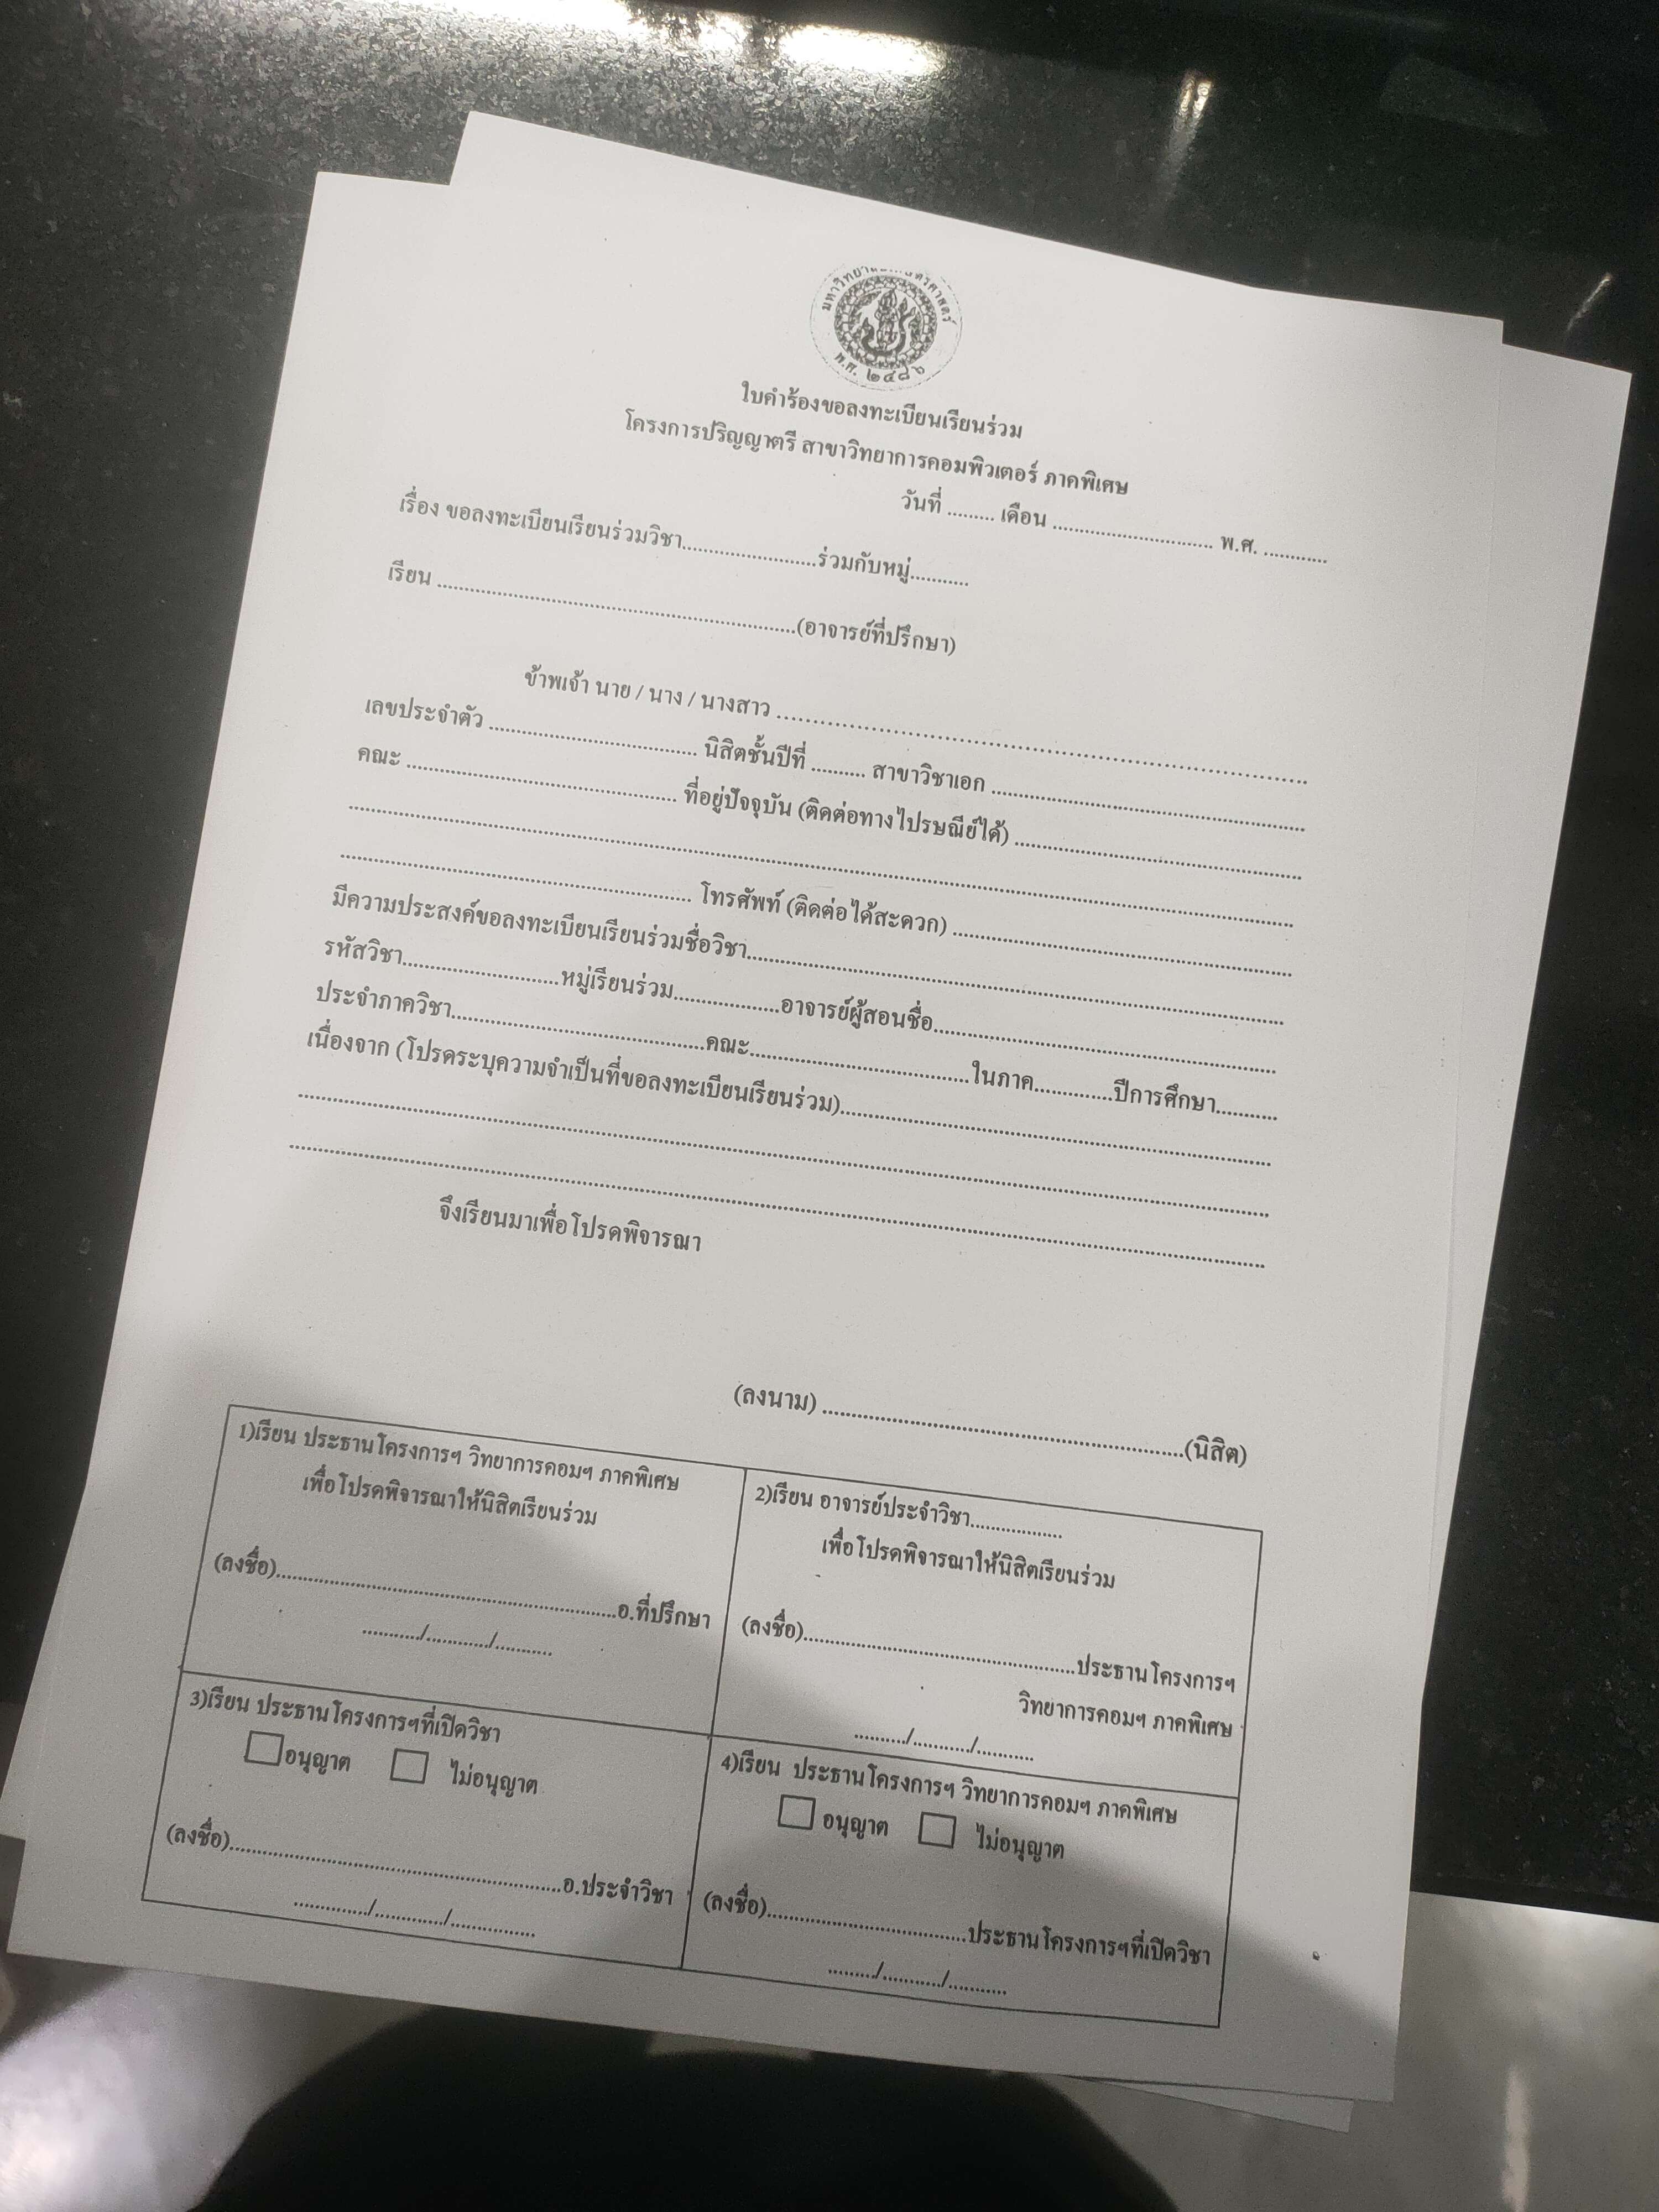 พ.ศ. ๒๔๘๖
ใบคำร้องขอลงทะเบียนเรียนร่วม
โครงการปริญญาตรี สาขาวิทยาการคอมพิวเตอร์ ภาคพิเศษ
วันที่ ......... เดือน .............................. พ.ศ. ............
เรื่อง ขอลงทะเบียนเรียนร่วมวิชา.........................ร่วมกับหมู่...........
เรียน ....................................................................(อาจารย์ที่ปรึกษา)
ข้าพเจ้า นาย / นาง / นางสาว ....................................................................................
เลขประจำตัว ....................................... นิสิตชั้นปีที่ .......... สาขาวิชาเอก ...........................................................
คณะ ................................................... ที่อยู่ปัจจุบัน (ติดต่อทางไปรษณีย์ได้) ......................................................
..................................................................................................................................................................................
.................................................................. โทรศัพท์ (ติดต่อได้สะดวก) ................................................................
มีความประสงค์ขอลงทะเบียนเรียนร่วมชื่อวิชา.....................................................................................................
รหัสวิชา..............................หมู่เรียนร่วม....................อาจารย์ผู้สอนชื่อ................................................................
ประจำภาควิชา................................................คณะ.........................................ในภาค...............ปีการศึกษา............
เนื่องจาก (โปรดระบุความจำเป็นที่ขอลงทะเบียนเรียนร่วม).................................................................................
..................................................................................................................................................................................
..................................................................................................................................................................................
จึงเรียนมาเพื่อโปรดพิจารณา
(ลงนาม) ....................................................................(นิสิต)
1)เรียน ประธานโครงการฯ วิทยาการคอมฯ ภาคพิเศษ
เพื่อโปรดพิจารณาให้นิสิตเรียนร่วม
(ลงชื่อ)................................................................อ.ที่ปรึกษา
.........../............/...........
2)เรียน อาจารย์ประจำวิชา.................
เพื่อโปรดพิจารณาให้นิสิตเรียนร่วม
(ลงชื่อ)...................................................ประธานโครงการฯ
วิทยาการคอมฯ ภาคพิเศษ
........../.........../...........
3)เรียน ประธานโครงการฯที่เปิดวิชา
อนุญาต ไม่อนุญาต
(ลงชื่อ)..............................................................อ.ประจำวิชา
............../............./................
4)เรียน ประธานโครงการฯ วิทยาการคอมฯ ภาคพิเศษ
อนุญาต ไม่อนุญาต
(ลงชื่อ).....................................ประธานโครงการฯที่เปิดวิชา
........./.........../...........